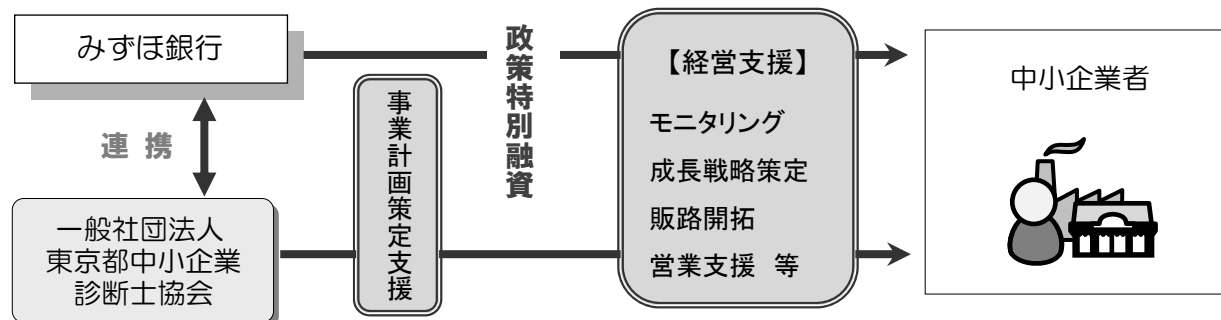 みずほ銀行
連 携
一般社団法人
東京都中小企業
診断士協会
事業計画策定支援
政策特別融資
【経営支援】
モニタリング
成長戦略策定
販路開拓
営業支援 等
中小企業者